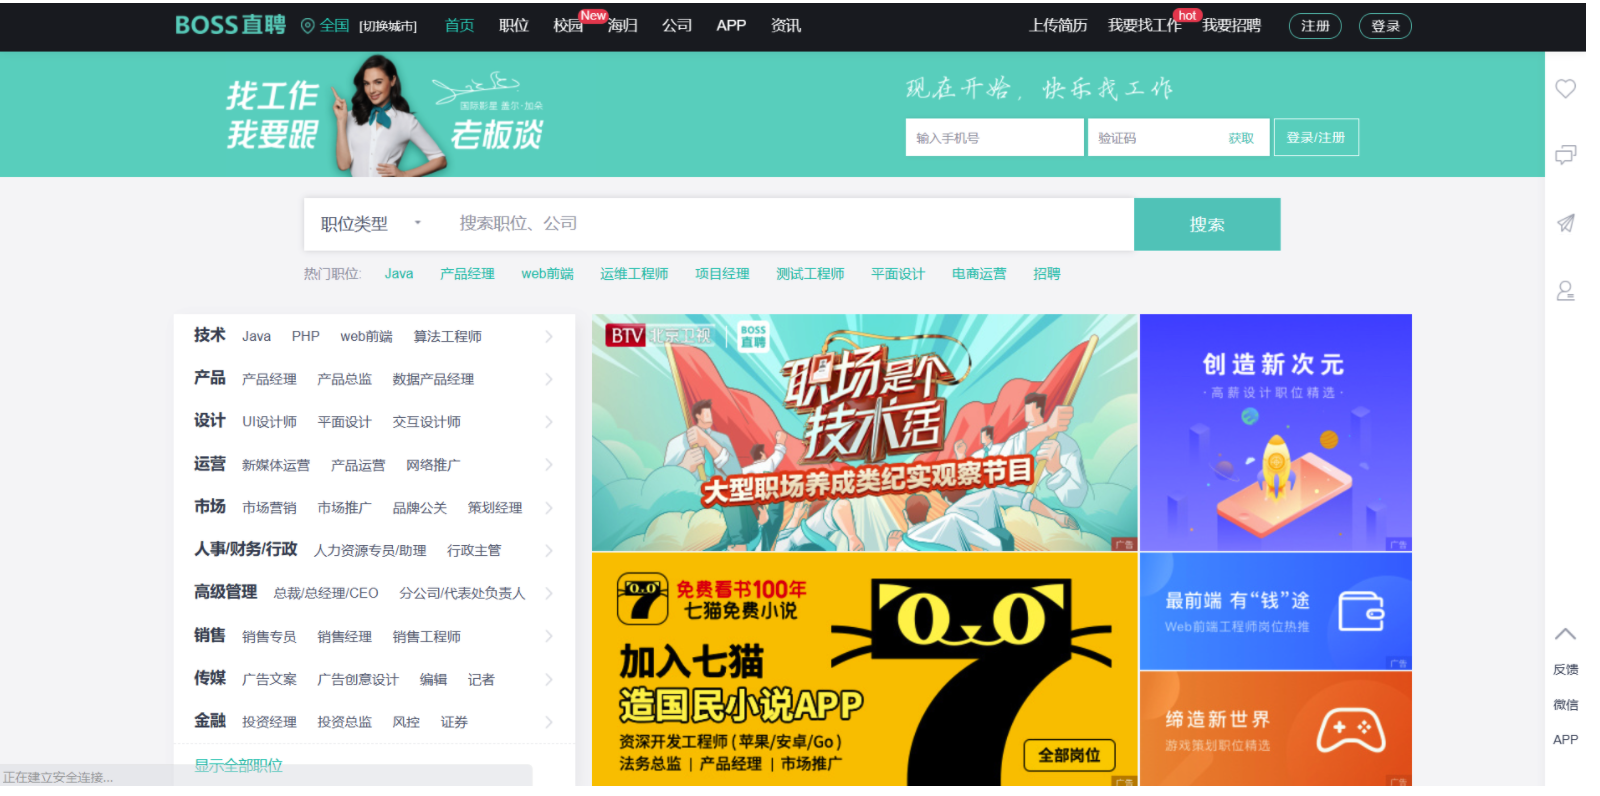 BOSS直聘 全国 [切换城市] 首页 职位 校园 New 海归 公司 APP 资讯 上传简历 我要找工作 hot 我要招聘 注册 登录
找工作
我要跟
国际影星 盖尔·加朵
老板谈
现在开始,快乐找工作
输入手机号 验证码 获取 登录/注册
职位类型 搜索职位、公司 搜索
热门职位: Java 产品经理 web前端 运维工程师 项目经理 测试工程师 平面设计 电商运营 招聘
技术 Java PHP web前端 算法工程师
产品 产品经理 产品总监 数据产品经理
设计 UI设计师 平面设计 交互设计师
运营 新媒体运营 产品运营 网络推广
市场 市场营销 市场推广 品牌公关 策划经理
人事/财务/行政 人力资源专员/助理 行政主管
高级管理 总裁/总经理/CEO 分公司/代表处负责人
销售 销售专员 销售经理 销售工程师
传媒 广告文案 广告创意设计 编辑 记者
金融 投资经理 投资总监 风控 证券
显示全部职位
正在建立安全连接...
BTV 北京卫视 BOSS直聘
职场是个
技术活
大型职场养成类纪实观察节目
广告
创造新次元
·高薪设计职位精选·
广告
免费看书100年
七猫免费小说
加入七猫
造国民小说APP
资深开发工程师(苹果/安卓/Go)
法务总监 | 产品经理 | 市场推广
全部岗位
广告
最前端 有“钱”途
Web前端工程师岗位热推
广告
缔造新世界
游戏策划职位精选
广告
反馈
微信
APP